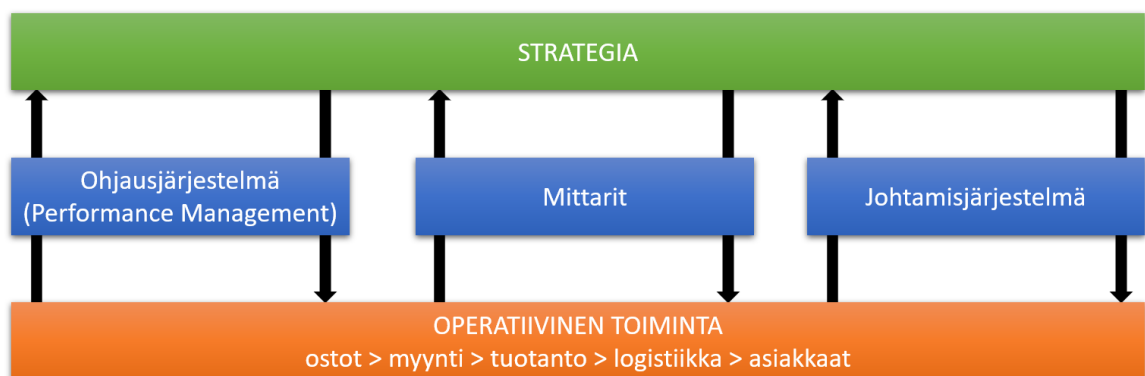 STRATEGIA
Ohjausjärjestelmä
(Performance Management)
Mittarit
Johtamisjärjestelmä
OPERATIIVINEN TOIMINTA
ostot > myynti > tuotanto > logistiikka > asiakkaat